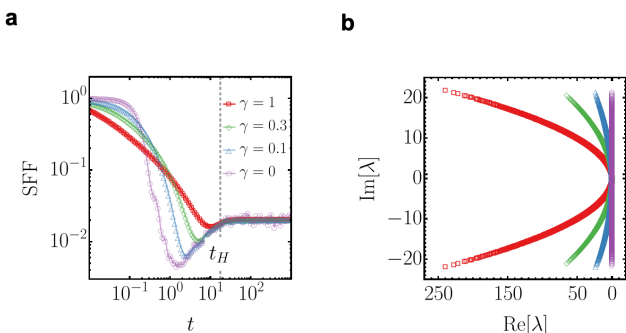 a
SFF
10^0
10^{-1}
10^{-2}
γ = 1
γ = 0.3
γ = 0.1
γ = 0
t_H
10^{-1} 10^0 10^1 10^2
t
b
Im[λ]
20
10
0
−10
−20
250 150 50 0
Re[λ]